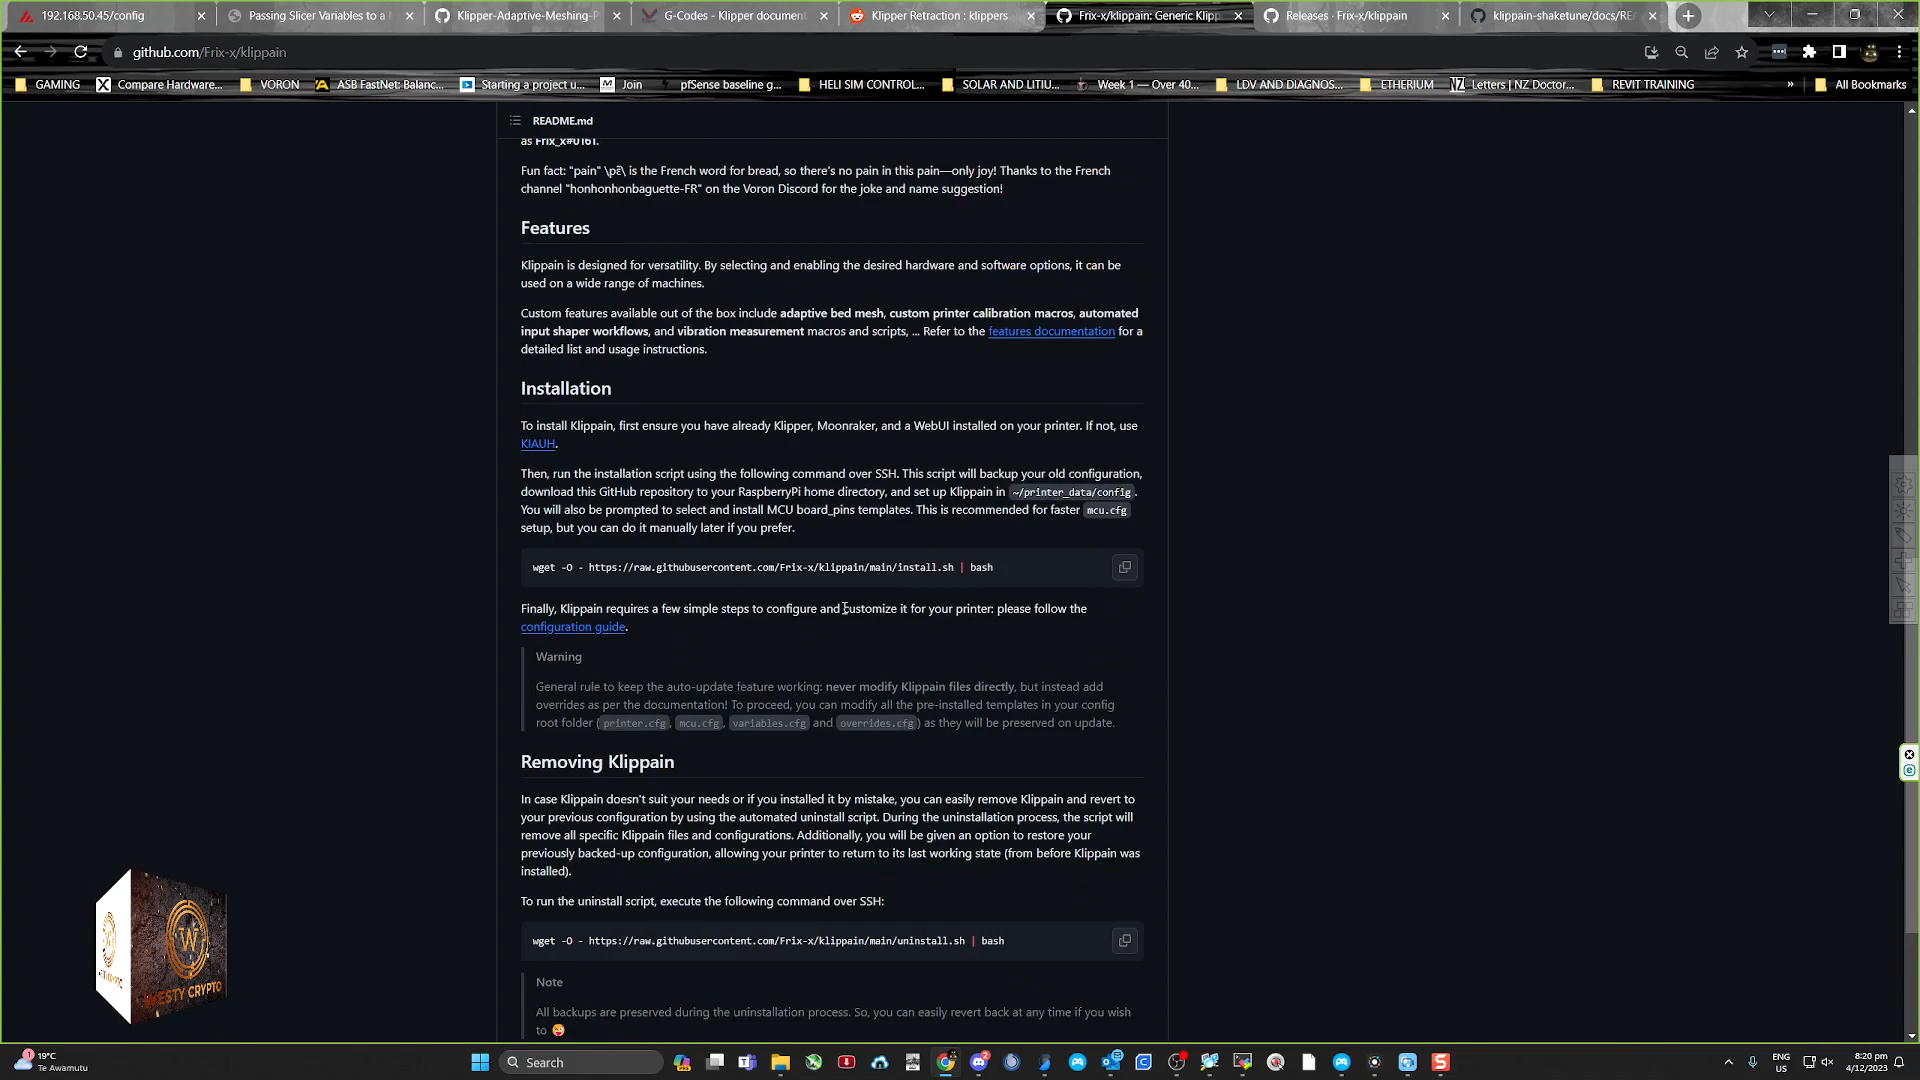 192.168.50.45/config
Passing Slicer Variables to a
Klipper-Adaptive-Meshing-P
G-Codes - Klipper document
Klipper Retraction : klippers
Frix-x/klippain: Generic Klipp
Releases · Frix-x/klippain
klippain-shaketune/docs/RE
github.com/Frix-x/klippain
GAMING
Compare Hardware...
VORON
ASB FastNet: Balanc...
Starting a project u...
Join
pfSense baseline g...
HELI SIM CONTROL...
SOLAR AND LITIU...
Week 1 — Over 40...
LDV AND DIAGNOS...
ETHERIUM
Letters | NZ Doctor...
REVIT TRAINING
»
All Bookmarks
README.md
as Frix_x#0161.
Fun fact: "pain" \pɛ̃\ is the French word for bread, so there's no pain in this pain—only joy! Thanks to the French
channel "honhonhonbaguette-FR" on the Voron Discord for the joke and name suggestion!
Features
Klippain is designed for versatility. By selecting and enabling the desired hardware and software options, it can be
used on a wide range of machines.
Custom features available out of the box include adaptive bed mesh, custom printer calibration macros, automated
input shaper workflows, and vibration measurement macros and scripts, ... Refer to the features documentation for a
detailed list and usage instructions.
Installation
To install Klippain, first ensure you have already Klipper, Moonraker, and a WebUI installed on your printer. If not, use
KIAUH.
Then, run the installation script using the following command over SSH. This script will backup your old configuration,
download this GitHub repository to your RaspberryPi home directory, and set up Klippain in ~/printer_data/config.
You will also be prompted to select and install MCU board_pins templates. This is recommended for faster mcu.cfg
setup, but you can do it manually later if you prefer.
wget -O - https://raw.githubusercontent.com/Frix-x/klippain/main/install.sh | bash
Finally, Klippain requires a few simple steps to configure and customize it for your printer: please follow the
configuration guide.
Warning
General rule to keep the auto-update feature working: never modify Klippain files directly, but instead add
overrides as per the documentation! To proceed, you can modify all the pre-installed templates in your config
root folder (printer.cfg, mcu.cfg, variables.cfg and overrides.cfg) as they will be preserved on update.
Removing Klippain
In case Klippain doesn't suit your needs or if you installed it by mistake, you can easily remove Klippain and revert to
your previous configuration by using the automated uninstall script. During the uninstallation process, the script will
remove all specific Klippain files and configurations. Additionally, you will be given an option to restore your
previously backed-up configuration, allowing your printer to return to its last working state (from before Klippain was
installed).
To run the uninstall script, execute the following command over SSH:
wget -O - https://raw.githubusercontent.com/Frix-x/klippain/main/uninstall.sh | bash
Note
All backups are preserved during the uninstallation process. So, you can easily revert back at any time if you wish
to 😜
WESTY CRYPTO
19°C
Te Awamutu
Search
ENG
US
8:20 pm
4/12/2023